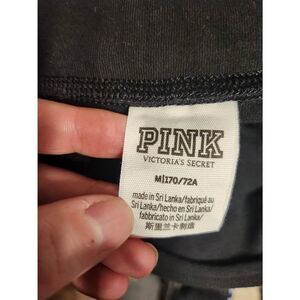 PINK
VICTORIA'S SECRET
M|170/72A
made in Sri Lanka/fabriqué au
Sri Lanka/hecho en Sri Lanka/
fabbricato in Sri Lanka/
斯里兰卡制造